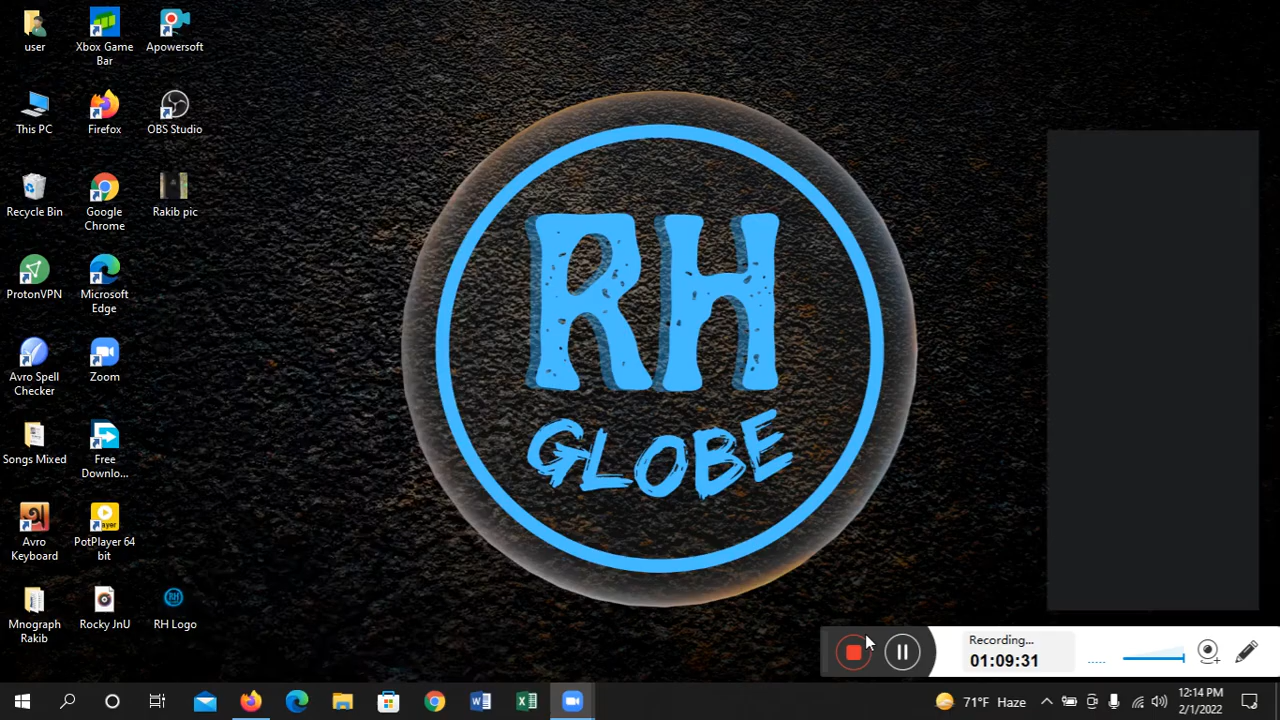 user
Xbox Game
Bar
Apowersoft
This PC
Firefox
OBS Studio
Recycle Bin
Google
Chrome
Rakib pic
ProtonVPN
Microsoft
Edge
Avro Spell
Checker
Zoom
Songs Mixed
Free
Downlo...
অ
Avro
Keyboard
PotPlayer 64
bit
Mnograph
Rakib
Rocky JnU
RH
RH Logo
RH
GLOBE
Recording...
01:09:31
71°F Haze
12:14 PM
2/1/2022